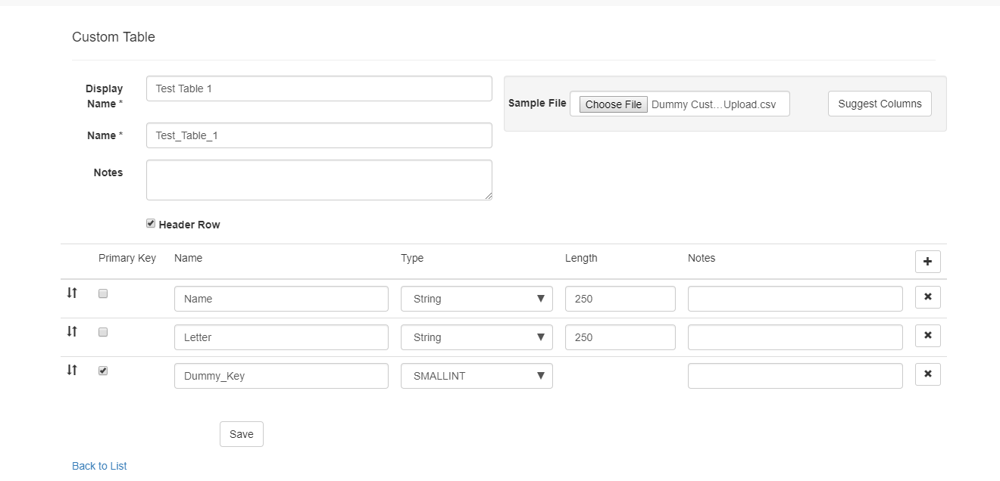 Custom Table
Display
Name *
Test Table 1
Sample File Choose File Dummy Cust…Upload.csv Suggest Columns
Name * Test_Table_1
Notes
Header Row
Primary Key Name Type Length Notes
Name String 250
Letter String 250
Dummy_Key SMALLINT
Save
Back to List